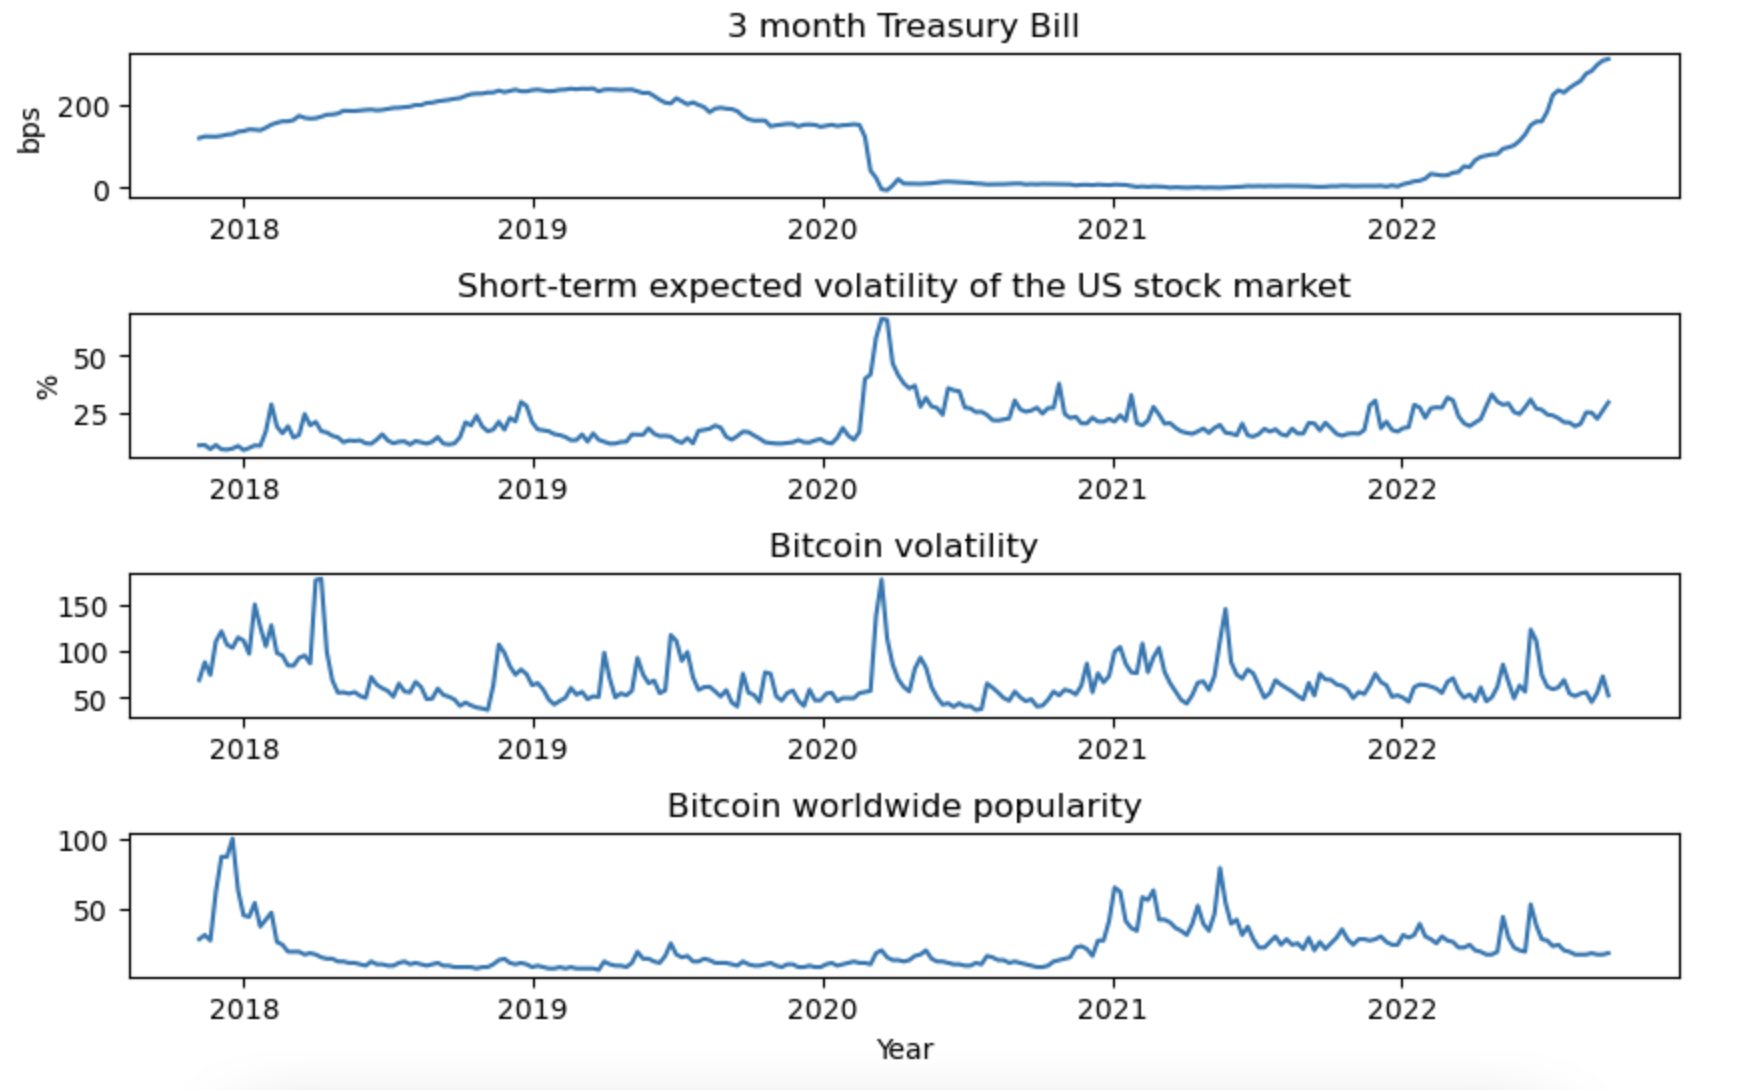 3 month Treasury Bill
bps
200
0
2018 2019 2020 2021 2022
Short-term expected volatility of the US stock market
%
50
25
2018 2019 2020 2021 2022
Bitcoin volatility
150
100
50
2018 2019 2020 2021 2022
Bitcoin worldwide popularity
100
50
2018 2019 2020 2021 2022
Year